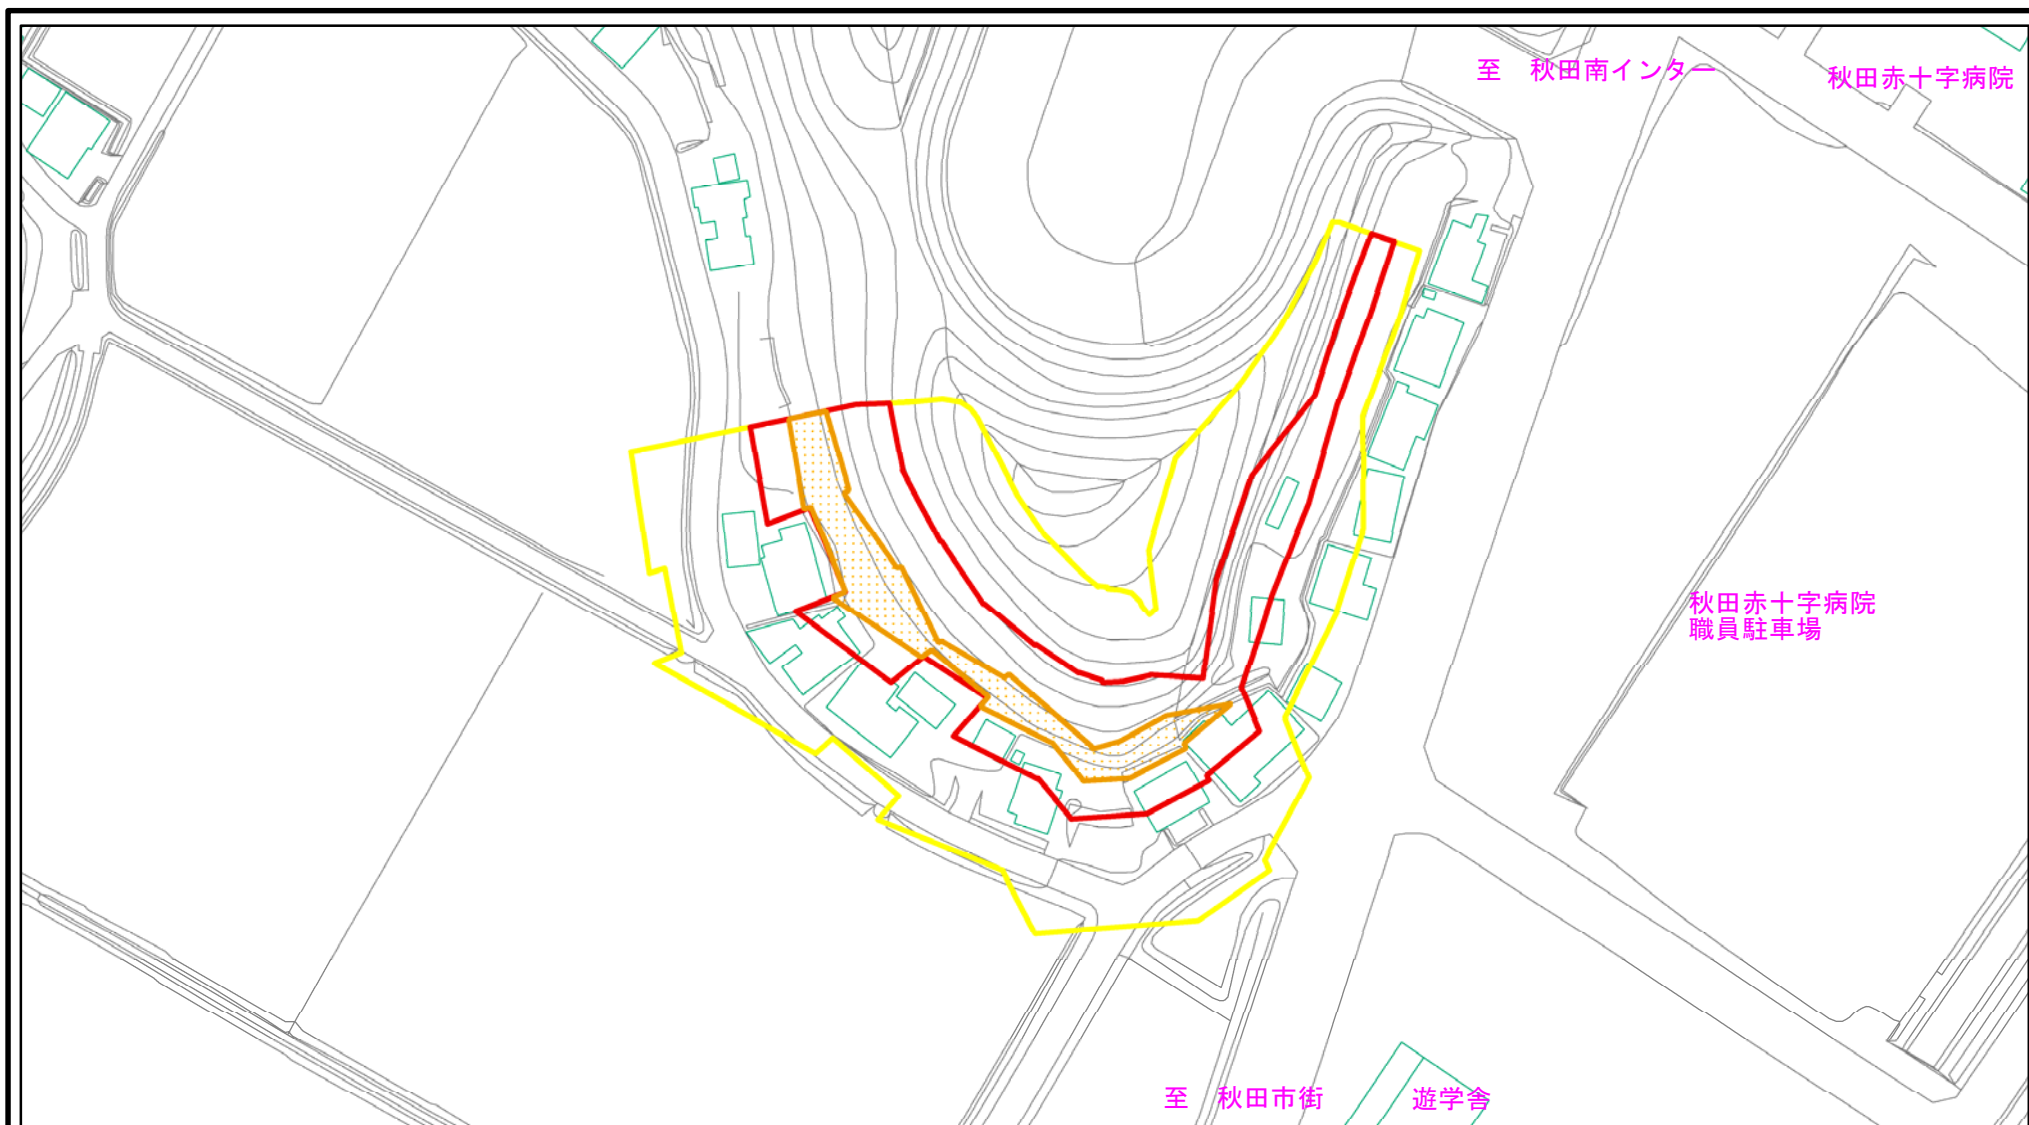 至　秋田南インター
秋田赤十字病院
秋田赤十字病院
職員駐車場
至　秋田市街
遊学舎